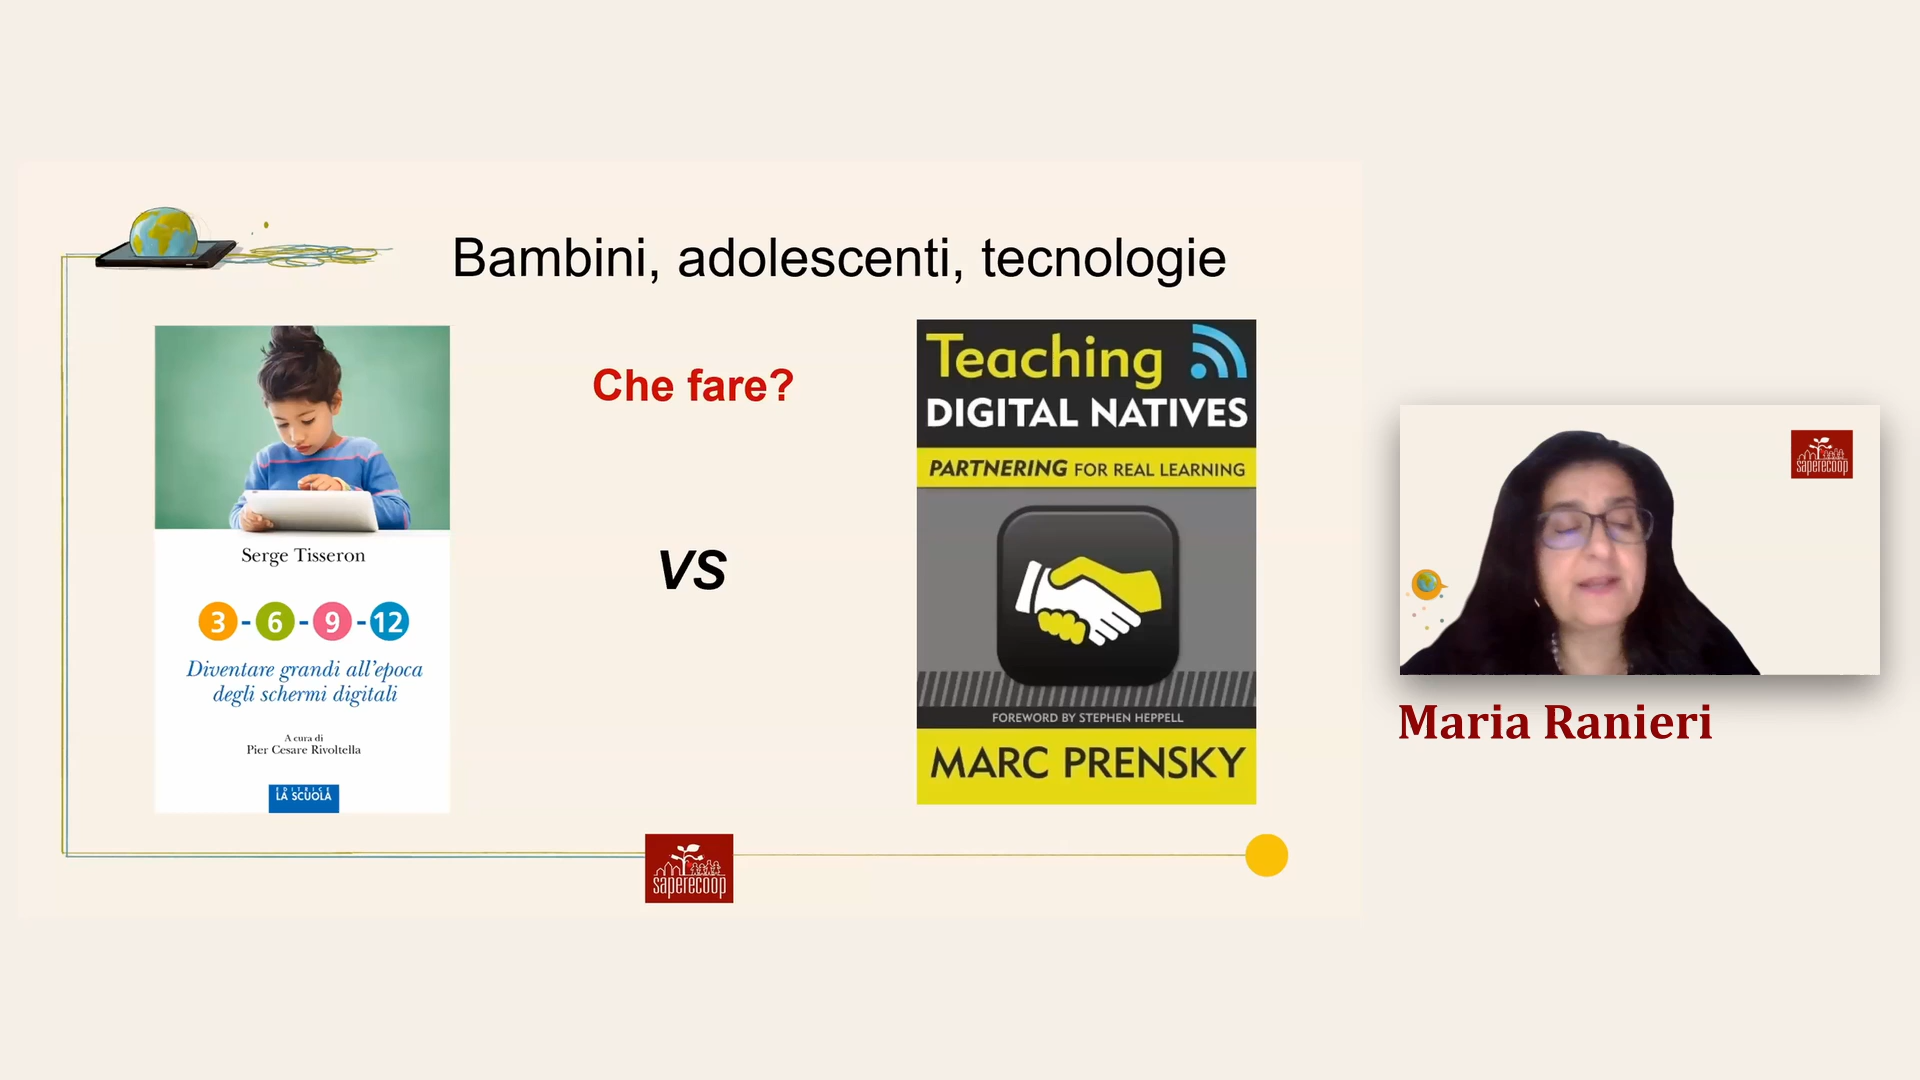 Bambini, adolescenti, tecnologie
Che fare?
VS
Serge Tisseron
3 - 6 - 9 - 12
Diventare grandi all'epoca
degli schermi digitali
A cura di
Pier Cesare Rivoltella
EDITRICE
LA SCUOLA
Teaching
DIGITAL NATIVES
PARTNERING FOR REAL LEARNING
FOREWORD BY STEPHEN HEPPELL
MARC PRENSKY
saperecoop
saperecoop
Maria Ranieri